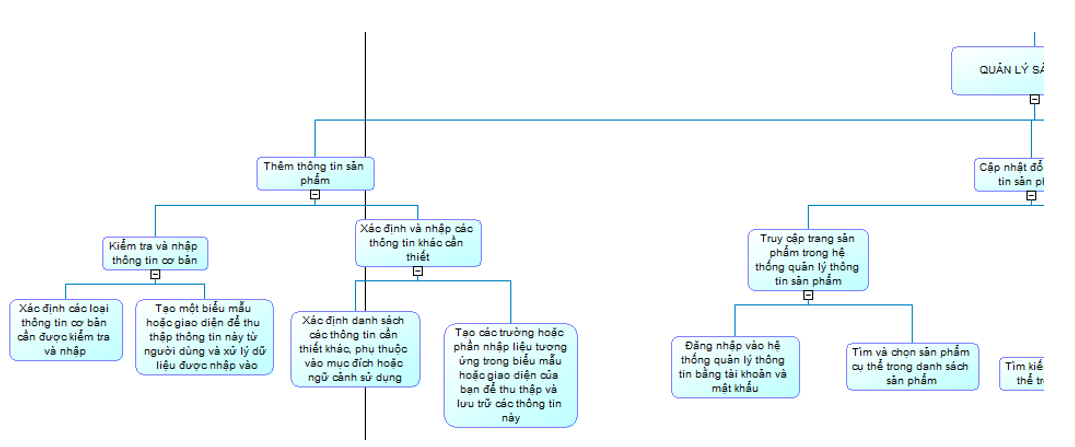 QUẢN LÝ
Thêm thông tin sản
phẩm
Cập nhật đổ
tin sản
Kiểm tra và nhập
thông tin cơ bản
Xác định và nhập các
thông tin khác cần
thiết
Truy cập trang sản
phẩm trong hệ
thống quản lý thông
tin sản phẩm
Xác định các loại
thông tin cơ bản
cần được kiểm tra
và nhập
Tạo một biểu mẫu
hoặc giao diện để thu
thập thông tin này từ
người dùng và xử lý dữ
liệu được nhập vào
Xác định danh sách
các thông tin cần
thiết khác, phụ thuộc
vào mục đích hoặc
ngữ cảnh sử dụng
Tạo các trường hoặc
phần nhập liệu tương
ứng trong biểu mẫu
hoặc giao diện của
bạn để thu thập và
lưu trữ các thông tin
này
Đăng nhập vào hệ
thống quản lý thông
tin bằng tài khoản và
mật khẩu
Tìm và chọn sản phẩm
cụ thể trong danh sách
sản phẩm
Tìm
thể